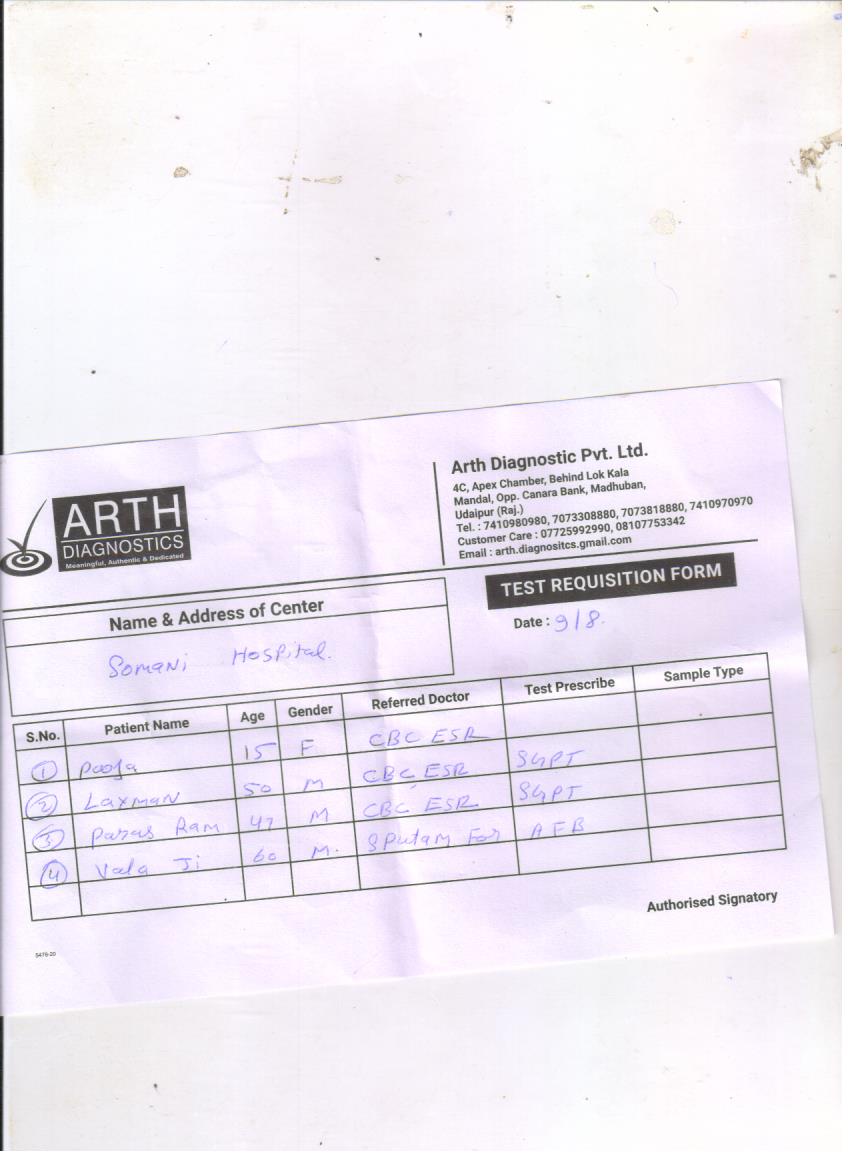 ARTH
DIAGNOSTICS
Meaningful, Authentic & Dedicated
Arth Diagnostic Pvt. Ltd.
4C, Apex Chamber, Behind Lok Kala
Mandal, Opp. Canara Bank, Madhuban,
Udaipur (Raj.)
Tel. : 7410980980, 7073308880, 7073818880, 7410970970
Customer Care : 07725992990, 08107753342
Email : arth.diagnositcs.gmail.com
TEST REQUISITION FORM
Name & Address of Center
Date : 9/8.
Somani Hospital.
S.No. Patient Name Age Gender Referred Doctor Test Prescribe Sample Type
1 Pooja 15 F CBC ESR
2 Laxman 50 M CBC ESR SGPT
3 Paras Ram 47 M CBC ESR SGPT
4 Vala Ji 60 M. Sputam For AFB
Authorised Signatory
5476-20